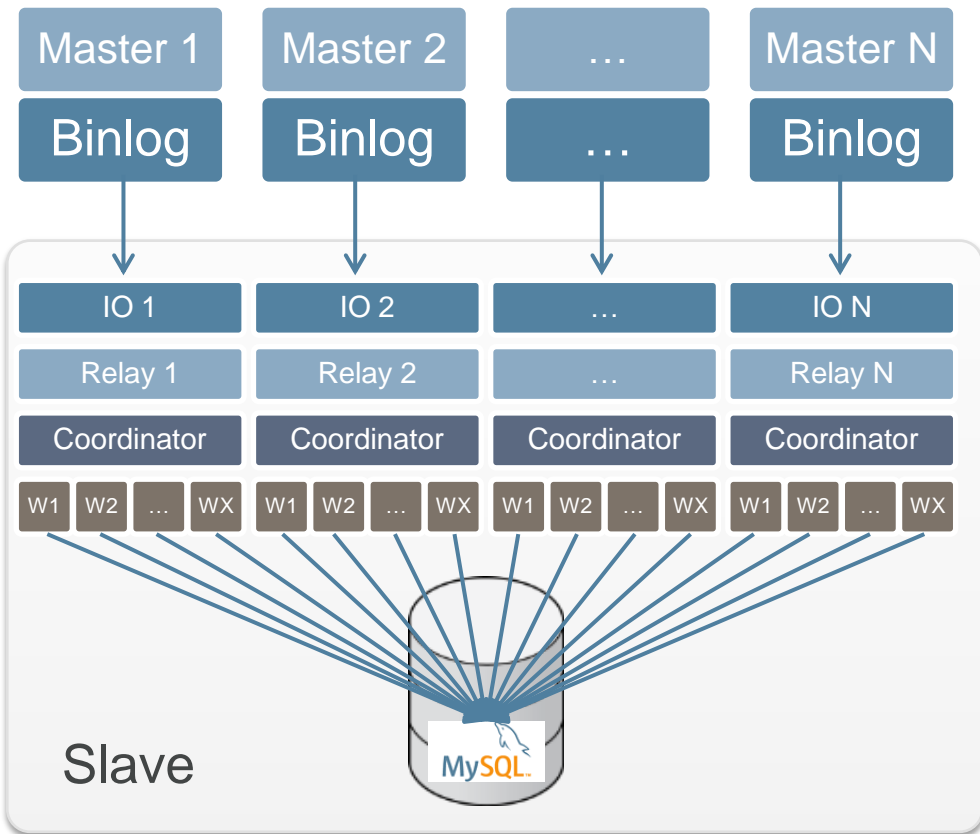 Master 1 Master 2 … Master N
Binlog Binlog … Binlog
IO 1 IO 2 … IO N
Relay 1 Relay 2 … Relay N
Coordinator Coordinator Coordinator Coordinator
W1 W2 … WX W1 W2 … WX W1 W2 … WX W1 W2 … WX
Slave
MySQL™